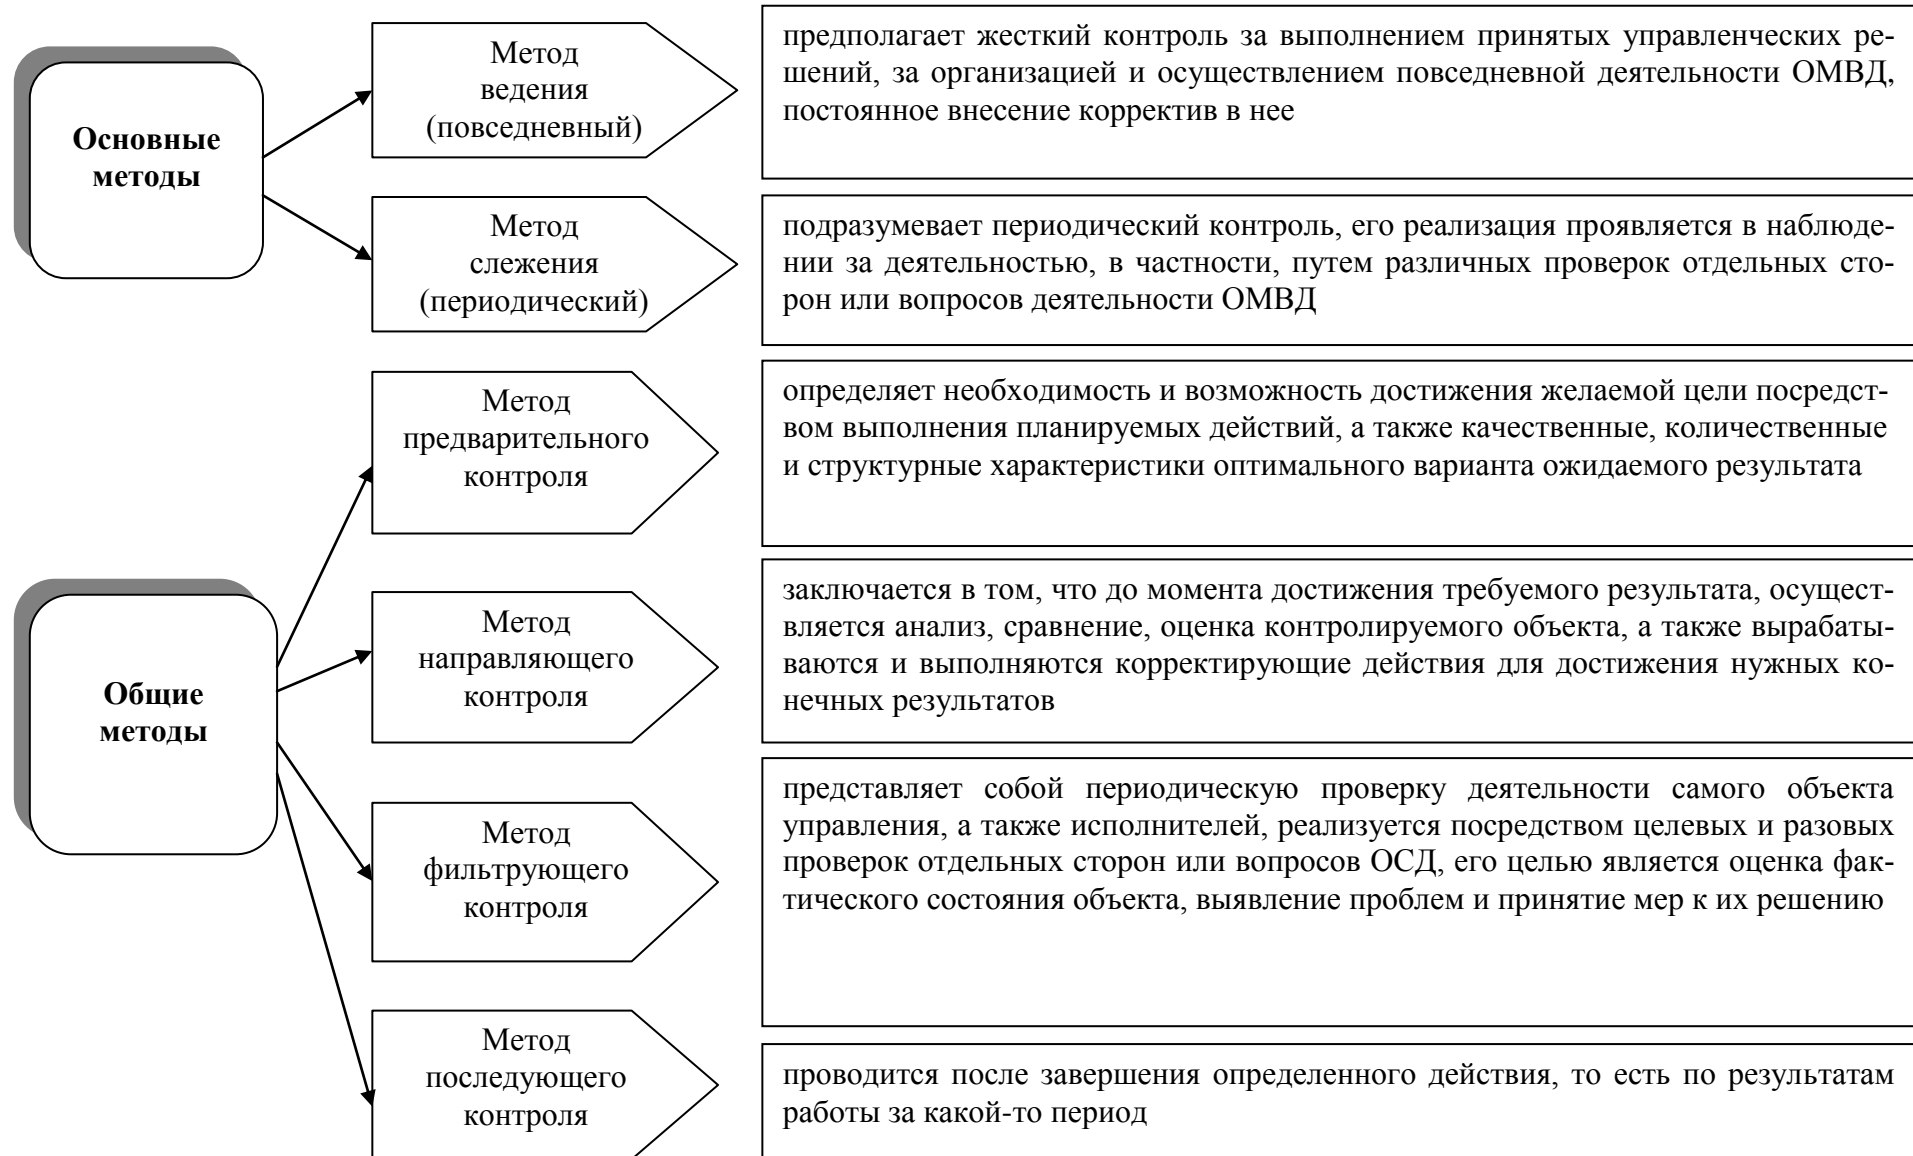 Основные
методы
Метод
ведения
(повседневный)
предполагает жесткий контроль за выполнением принятых управленческих ре-
шений, за организацией и осуществлением повседневной деятельности ОМВД,
постоянное внесение корректив в нее
Метод
слежения
(периодический)
подразумевает периодический контроль, его реализация проявляется в наблюде-
нии за деятельностью, в частности, путем различных проверок отдельных сто-
рон или вопросов деятельности ОМВД
Общие
методы
Метод
предварительного
контроля
определяет необходимость и возможность достижения желаемой цели посредст-
вом выполнения планируемых действий, а также качественные, количественные
и структурные характеристики оптимального варианта ожидаемого результата
Метод
направляющего
контроля
заключается в том, что до момента достижения требуемого результата, осущест-
вляется анализ, сравнение, оценка контролируемого объекта, а также вырабаты-
ваются и выполняются корректирующие действия для достижения нужных ко-
нечных результатов
Метод
фильтрующего
контроля
представляет собой периодическую проверку деятельности самого объекта
управления, а также исполнителей, реализуется посредством целевых и разовых
проверок отдельных сторон или вопросов ОСД, его целью является оценка фак-
тического состояния объекта, выявление проблем и принятие мер к их решению
Метод
последующего
контроля
проводится после завершения определенного действия, то есть по результатам
работы за какой-то период